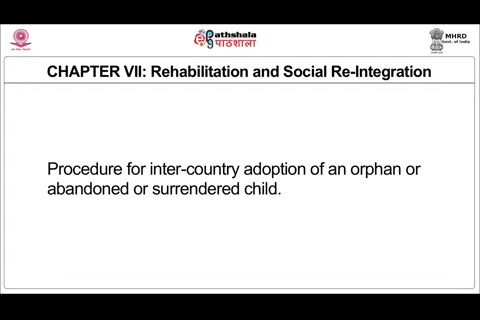 ePathshala
पाठशाला
MHRD
Govt. of India
CHAPTER VII: Rehabilitation and Social Re-Integration
Procedure for inter-country adoption of an orphan or
abandoned or surrendered child.